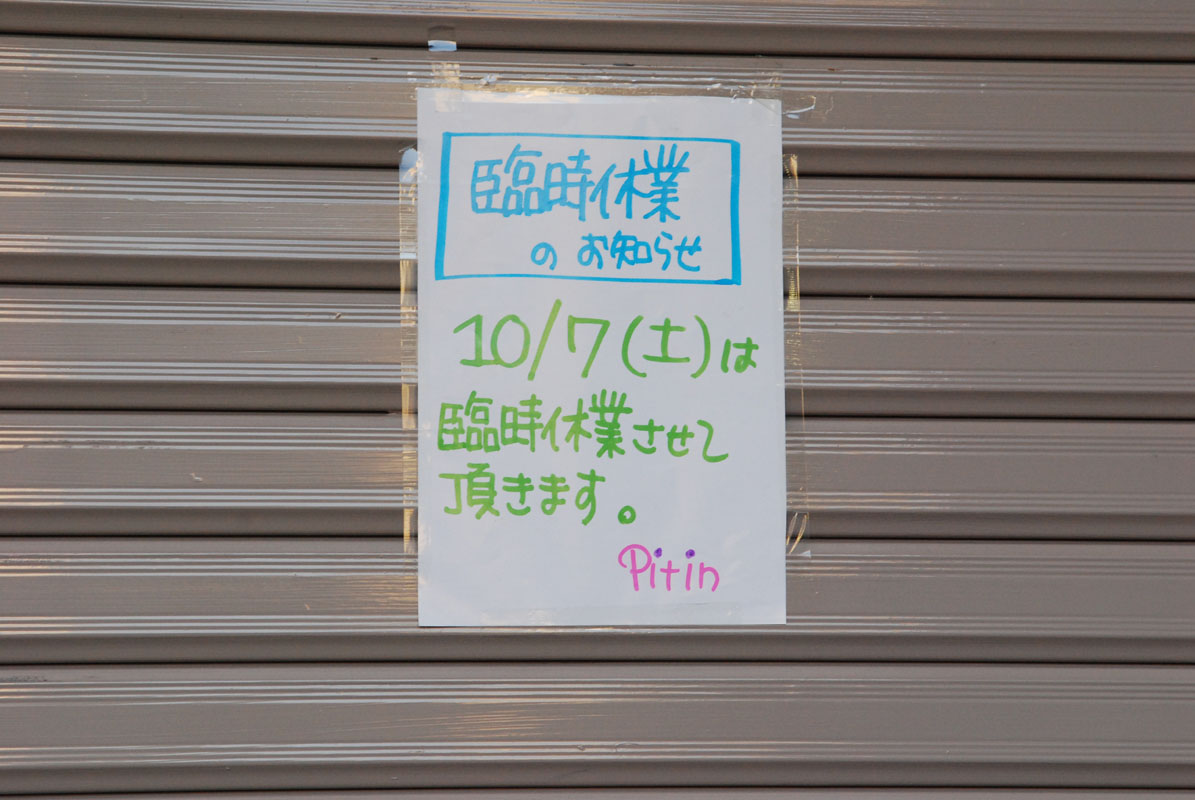 臨時休業
のお知らせ
10/7(土)は
臨時休業させて
頂きます。
Pitin